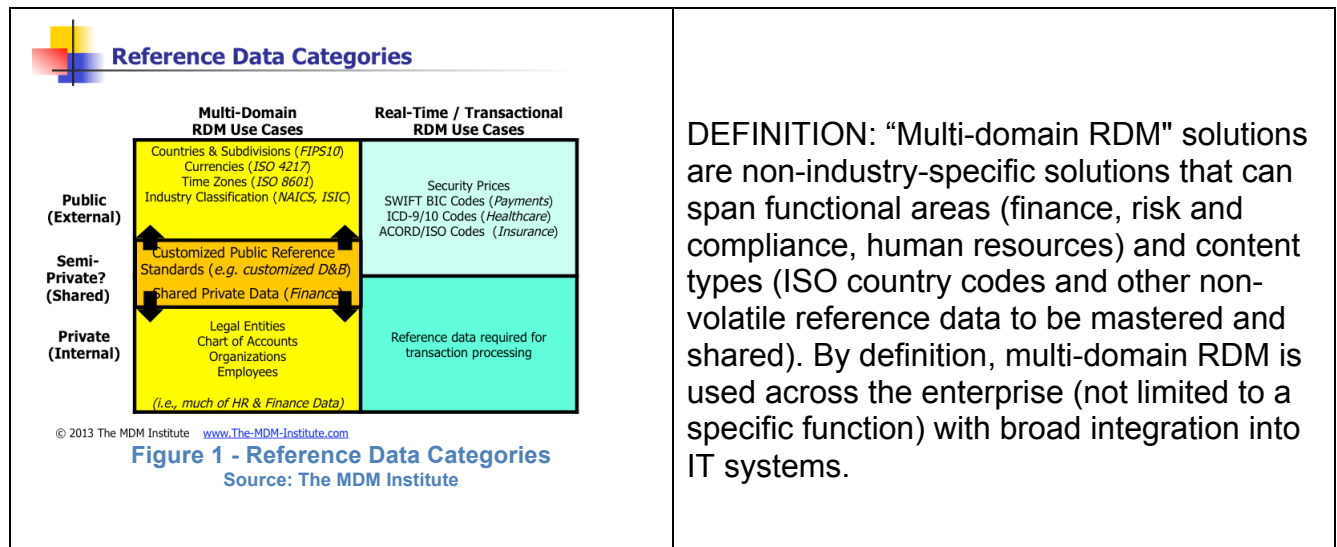 Reference Data Categories
Multi-Domain
RDM Use Cases
Real-Time / Transactional
RDM Use Cases
Public
(External)
Countries & Subdivisions (FIPS10)
Currencies (ISO 4217)
Time Zones (ISO 8601)
Industry Classification (NAICS, ISIC)
Security Prices
SWIFT BIC Codes (Payments)
ICD-9/10 Codes (Healthcare)
ACORD/ISO Codes (Insurance)
Semi-
Private?
(Shared)
Customized Public Reference
Standards (e.g. customized D&B)
Shared Private Data (Finance)
Private
(Internal)
Legal Entities
Chart of Accounts
Organizations
Employees
(i.e., much of HR & Finance Data)
Reference data required for
transaction processing
© 2013 The MDM Institute www.The-MDM-Institute.com
Figure 1 - Reference Data Categories
Source: The MDM Institute
DEFINITION: “Multi-domain RDM" solutions
are non-industry-specific solutions that can
span functional areas (finance, risk and
compliance, human resources) and content
types (ISO country codes and other non-
volatile reference data to be mastered and
shared). By definition, multi-domain RDM is
used across the enterprise (not limited to a
specific function) with broad integration into
IT systems.